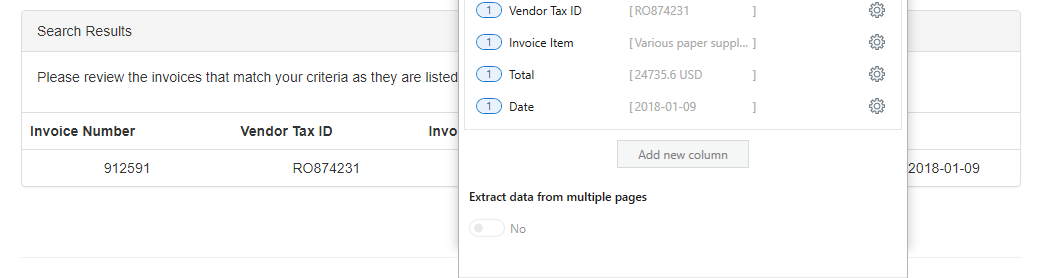 Search Results
Please review the invoices that match your criteria as they are listed
Invoice Number Vendor Tax ID Invo
912591 RO874231 2018-01-09
1 Vendor Tax ID [RO874231 ]
1 Invoice Item [Various paper suppl... ]
1 Total [24735.6 USD ]
1 Date [2018-01-09 ]
Add new column
Extract data from multiple pages
No